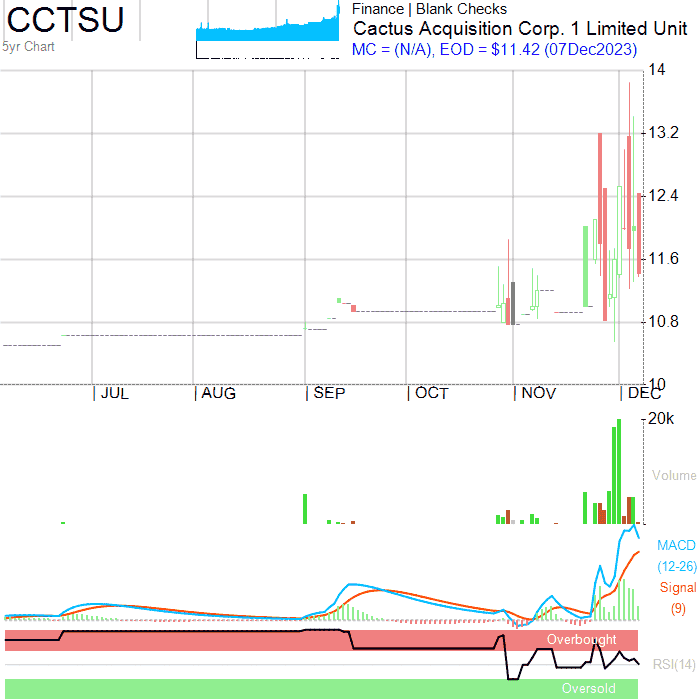 CCTSU
5yr Chart
Finance | Blank Checks
Cactus Acquisition Corp. 1 Limited Unit
MC = (N/A), EOD = $11.42 (07Dec2023)
14
13.2
12.4
11.6
10.8
10
JUL AUG SEP OCT NOV DEC
20k
Volume
MACD
(12-26)
Signal
(9)
Overbought
RSI(14)
Oversold